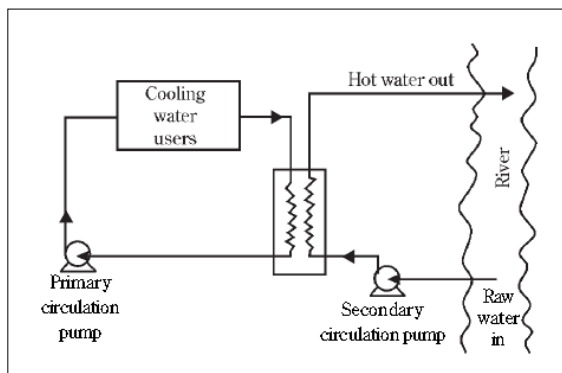 Hot water out
Cooling
water
users
River
Primary
circulation
pump
Secondary
circulation pump
Raw
water
in